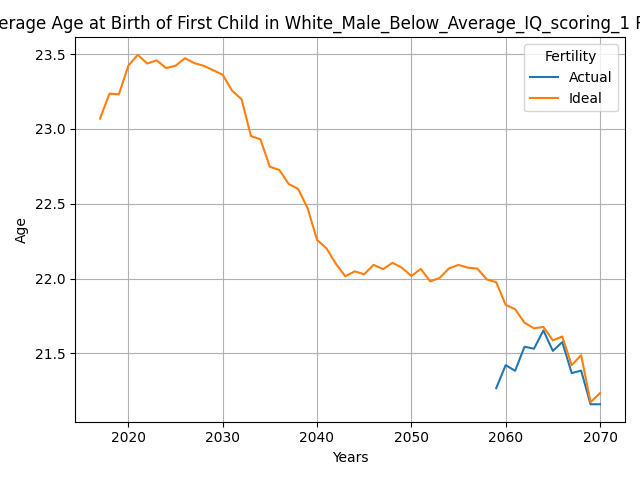 Age at Birth of First Child in White_Male_Below_Average_IQ_scoring_1
Fertility
Actual
Ideal
23.5
23.0
22.5
22.0
21.5
Age
2020 2030 2040 2050 2060 2070
Years